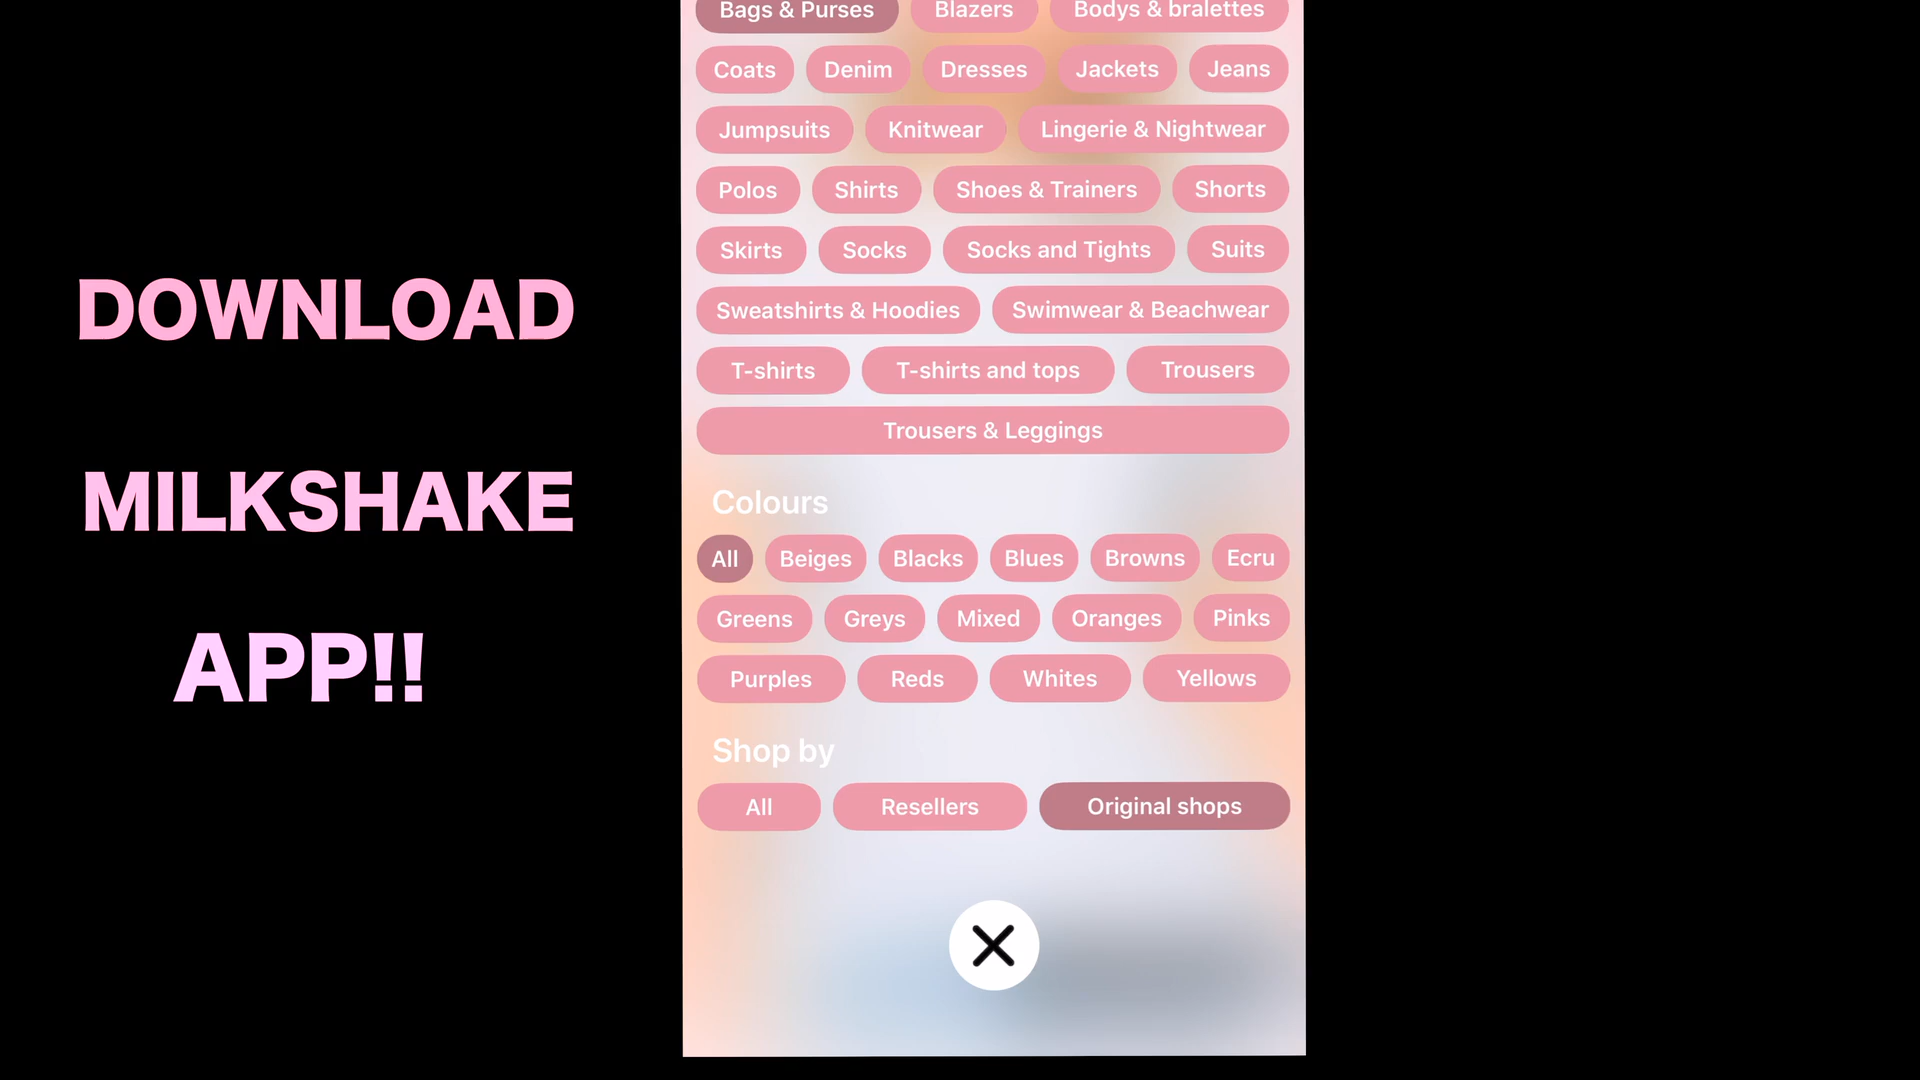 DOWNLOAD
MILKSHAKE
APP!!
Bags & Purses Blazers Bodys & bralettes
Coats Denim Dresses Jackets Jeans
Jumpsuits Knitwear Lingerie & Nightwear
Polos Shirts Shoes & Trainers Shorts
Skirts Socks Socks and Tights Suits
Sweatshirts & Hoodies Swimwear & Beachwear
T-shirts T-shirts and tops Trousers
Trousers & Leggings
Colours
All Beiges Blacks Blues Browns Ecru
Greens Greys Mixed Oranges Pinks
Purples Reds Whites Yellows
Shop by
All Resellers Original shops